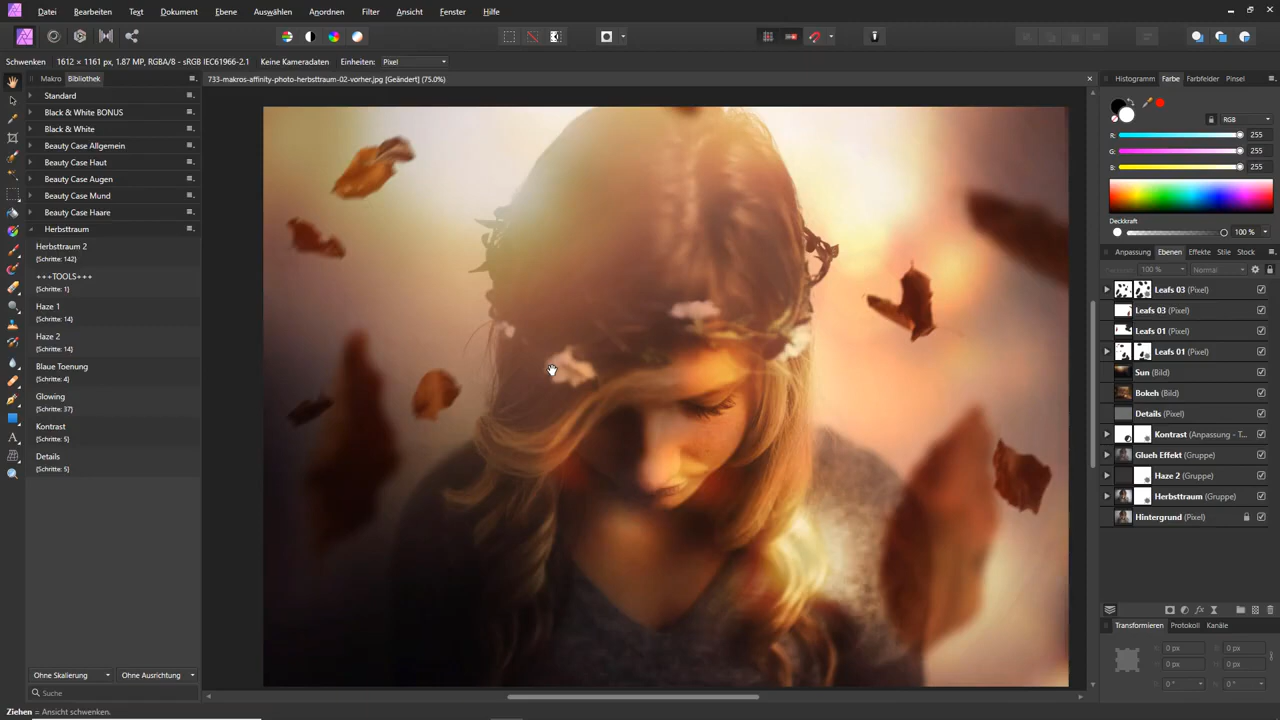 Datei Bearbeiten Text Dokument Ebene Auswählen Anordnen Filter Ansicht Fenster Hilfe
Schwenken 1612 × 1161 px, 1.87 MP, RGBA/8 - sRGB IEC61966-2.1 Keine Kameradaten Einheiten: Pixel
Makro Bibliothek
733-makros-affinity-photo-herbsttraum-02-vorher.jpg [Geändert] (75.0%)
Histogramm Farbe Farbfelder Pinsel
Standard
Black & White BONUS
Black & White
Beauty Case Allgemein
Beauty Case Haut
Beauty Case Augen
Beauty Case Mund
Beauty Case Haare
Herbsttraum
Herbsttraum 2
(Schritte: 142)
+++TOOLS+++
(Schritte: 1)
Haze 1
(Schritte: 14)
Haze 2
(Schritte: 14)
Blaue Toenung
(Schritte: 4)
Glowing
(Schritte: 37)
Kontrast
(Schritte: 5)
Details
(Schritte: 5)
Ohne Skalierung Ohne Ausrichtung
Suche
RGB
R: 255
G: 255
B: 255
Deckkraft
100 %
Anpassung Ebenen Effekte Stile Stock
100 % Normal
Leafs 03 (Pixel)
Leafs 03 (Pixel)
Leafs 01 (Pixel)
Leafs 01 (Pixel)
Sun (Bild)
Bokeh (Bild)
Details (Pixel)
Kontrast (Anpassung - T...
Glueh Effekt (Gruppe)
Haze 2 (Gruppe)
Herbsttraum (Gruppe)
Hintergrund (Pixel)
Transformieren Protokoll Kanäle
X: 0 px B: 0 px
Y: 0 px H: 0 px
R: 0 ° S: 0 °
Ziehen = Ansicht schwenken.